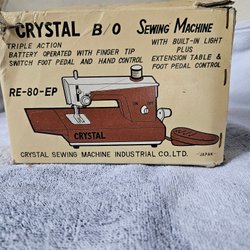 CRYSTAL B/O SEWING MACHINE
TRIPLE ACTION
BATTERY OPERATED WITH FINGER TIP
SWITCH FOOT PEDAL AND HAND CONTROL
WITH BUILT-IN LIGHT
PLUS
EXTENSION TABLE &
FOOT PEDAL CONTROL
RE-80-EP
CRYSTAL
CRYSTAL SEWING MACHINE INDUSTRIAL CO. LTD.
-JAPAN-